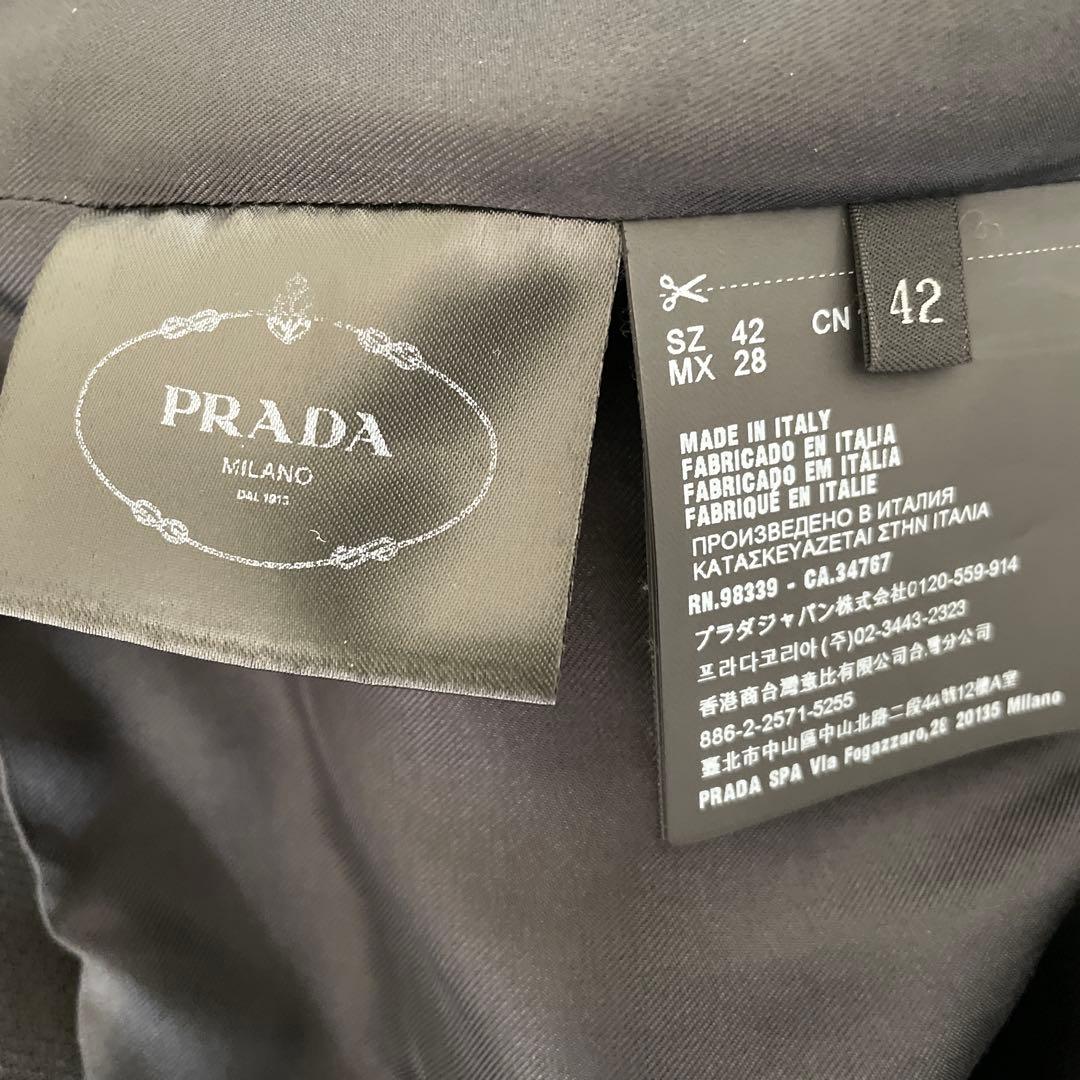 PRADA
MILANO
DAL 1913
SZ 42 CN
MX 28
42
MADE IN ITALY
FABRICADO EN ITALIA
FABRICADO EM ITÁLIA
FABRIQUÉ EN ITALIE
ПРОИЗВЕДЕНО В ИТАЛИЯ
ΚΑΤΑΣΚΕΥΑΖΕΤΑΙ ΣΤΗΝ ΙΤΑΛΙΑ
RN.98339 - CA.34767
プラダジャパン株式会社0120-559-914
프라다코리아(주)02-3443-2323
香港商台灣意比有限公司台灣分公司
886-2-2571-5255
臺北市中山區中山北路二段44號12樓A室
PRADA SPA Via Fogazzaro,28 20135 Milano